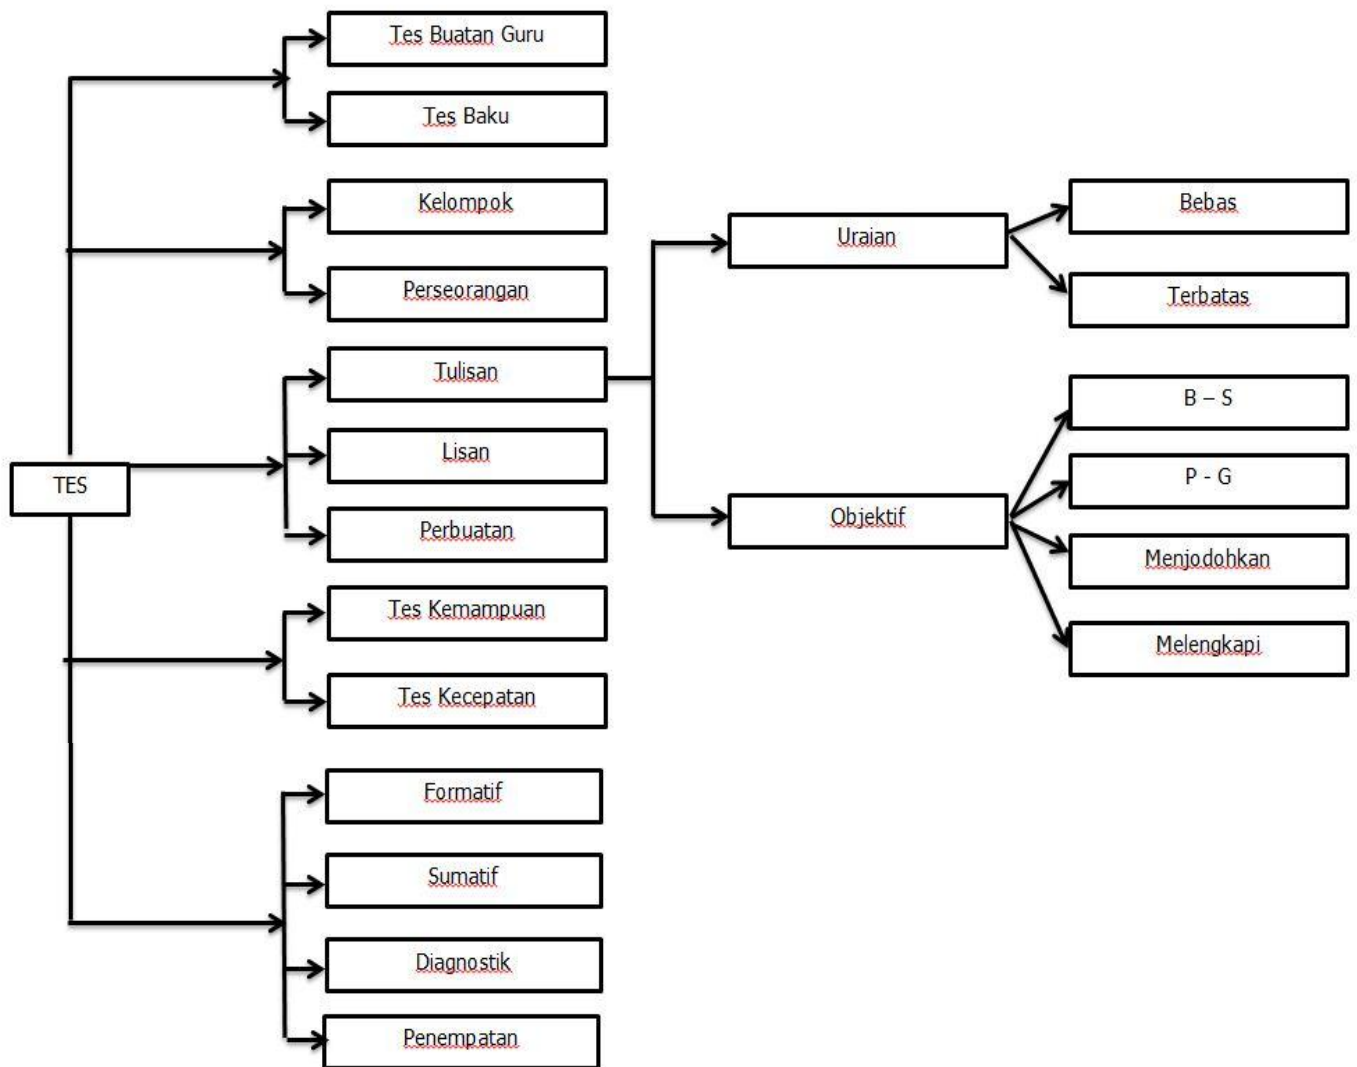 Tes Buatan Guru
Tes Baku
Kelompok
Perseorangan
Tulisan
Lisan
Perbuatan
Tes Kemampuan
Tes Kecepatan
Formatif
Sumatif
Diagnostik
Penempatan
TES
Uraian
Objektif
Bebas
Terbatas
B – S
P - G
Menjodohkan
Melengkapi